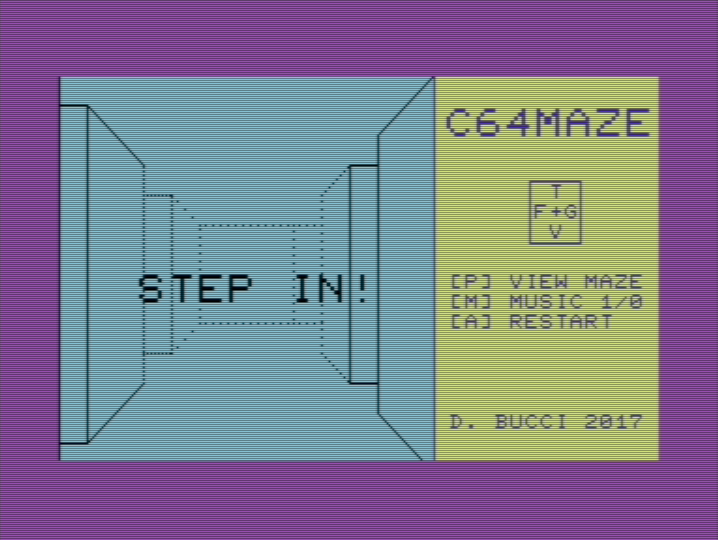 C64MAZE
T
F+G
V
STEP IN!
[P] VIEW MAZE
[M] MUSIC 1/0
[A] RESTART
D. BUCCI 2017